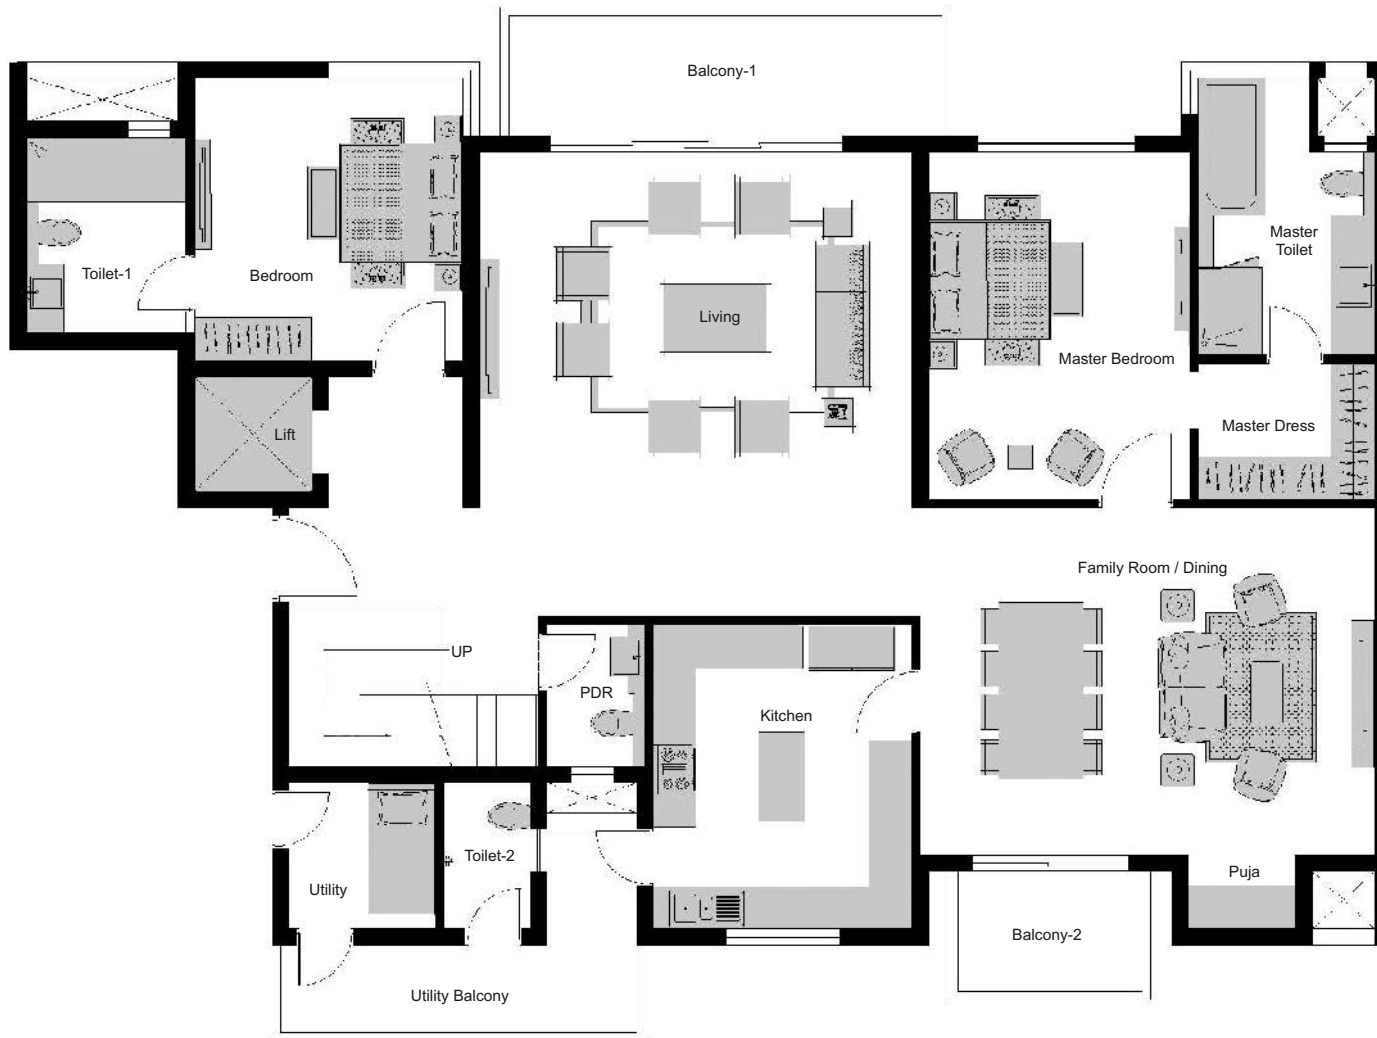 Balcony-1
Master
Toilet
Toilet-1
Bedroom
Living
Master Bedroom
Master Dress
Lift
Family Room / Dining
UP
PDR
Kitchen
Toilet-2
Puja
Utility
Balcony-2
Utility Balcony